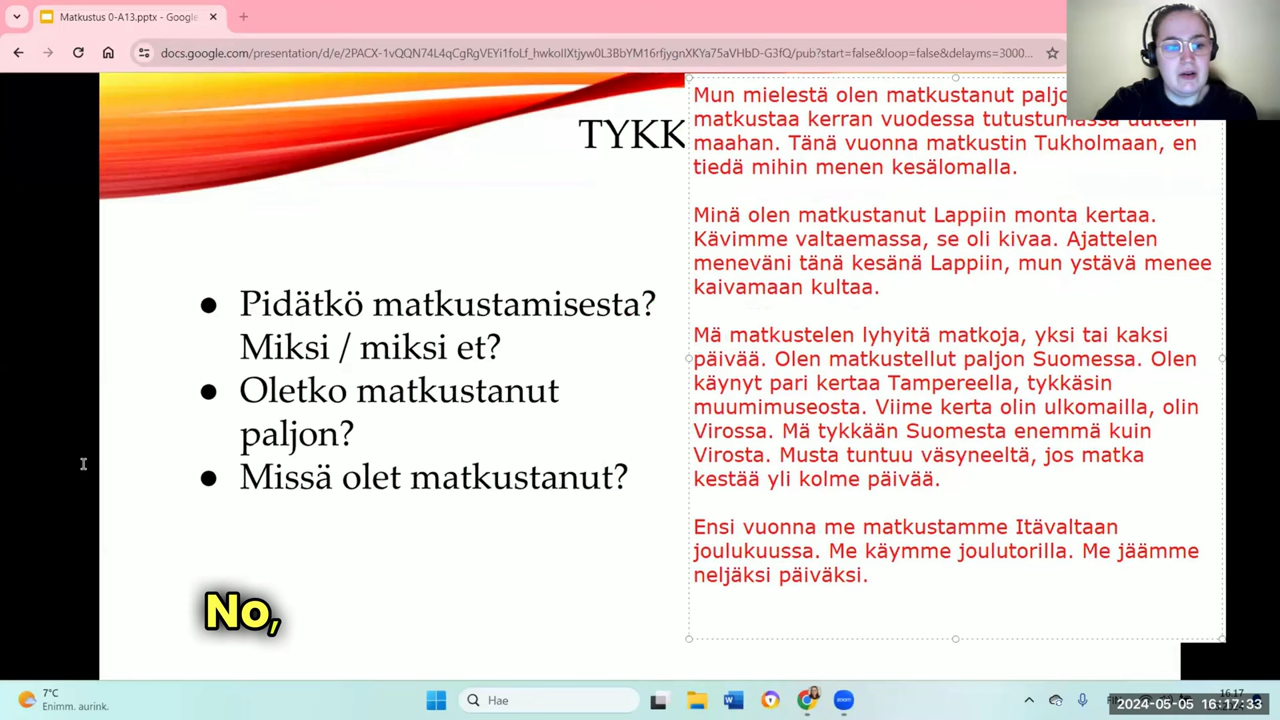 Matkustus 0-A13.pptx - Google
docs.google.com/presentation/d/e/2PACX-1vQQN74L4qCgtGrFEYi1foLf_hwkoIIXtjyw0L3BbYM16rfjygnXKYa75aVHbD-G3fQ/pub?start=false&loop=false&delayms=3000...
TYKK
Pidätkö matkustamisesta?
Miksi / miksi et?
Oletko matkustanut
paljon?
Missä olet matkustanut?
Mun mielestä olen matkustanut
matkustaa kerran vuodessa tutustumassa uuteen
maahan. Tänä vuonna matkustin Tukholmaan, en
tiedä mihin menen kesälomalla.
Minä olen matkustanut Lappiin monta kertaa.
Kävimme valtaemassa, se oli kivaa. Ajattelen
meneväni tänä kesänä Lappiin, mun ystävä menee
kaivamaan kultaa.
Mä matkustelen lyhyitä matkoja, yksi tai kaksi
päivää. Olen matkustellut paljon Suomessa. Olen
käynyt pari kertaa Tampereella, tykkäsin
muumimuseosta. Viime kerta olin ulkomailla, olin
Virossa. Mä tykkään Suomesta enemmä kuin
Virosta. Musta tuntuu väsyneeltä, jos matka
kestää yli kolme päivää.
Ensi vuonna me matkustamme Itävaltaan
joulukuussa. Me käymme joulutorilla. Me jäämme
neljäksi päiväksi.
No,
7°C
Enimm. aurink.
Hae
16.17
2024-05-05 16:17:33